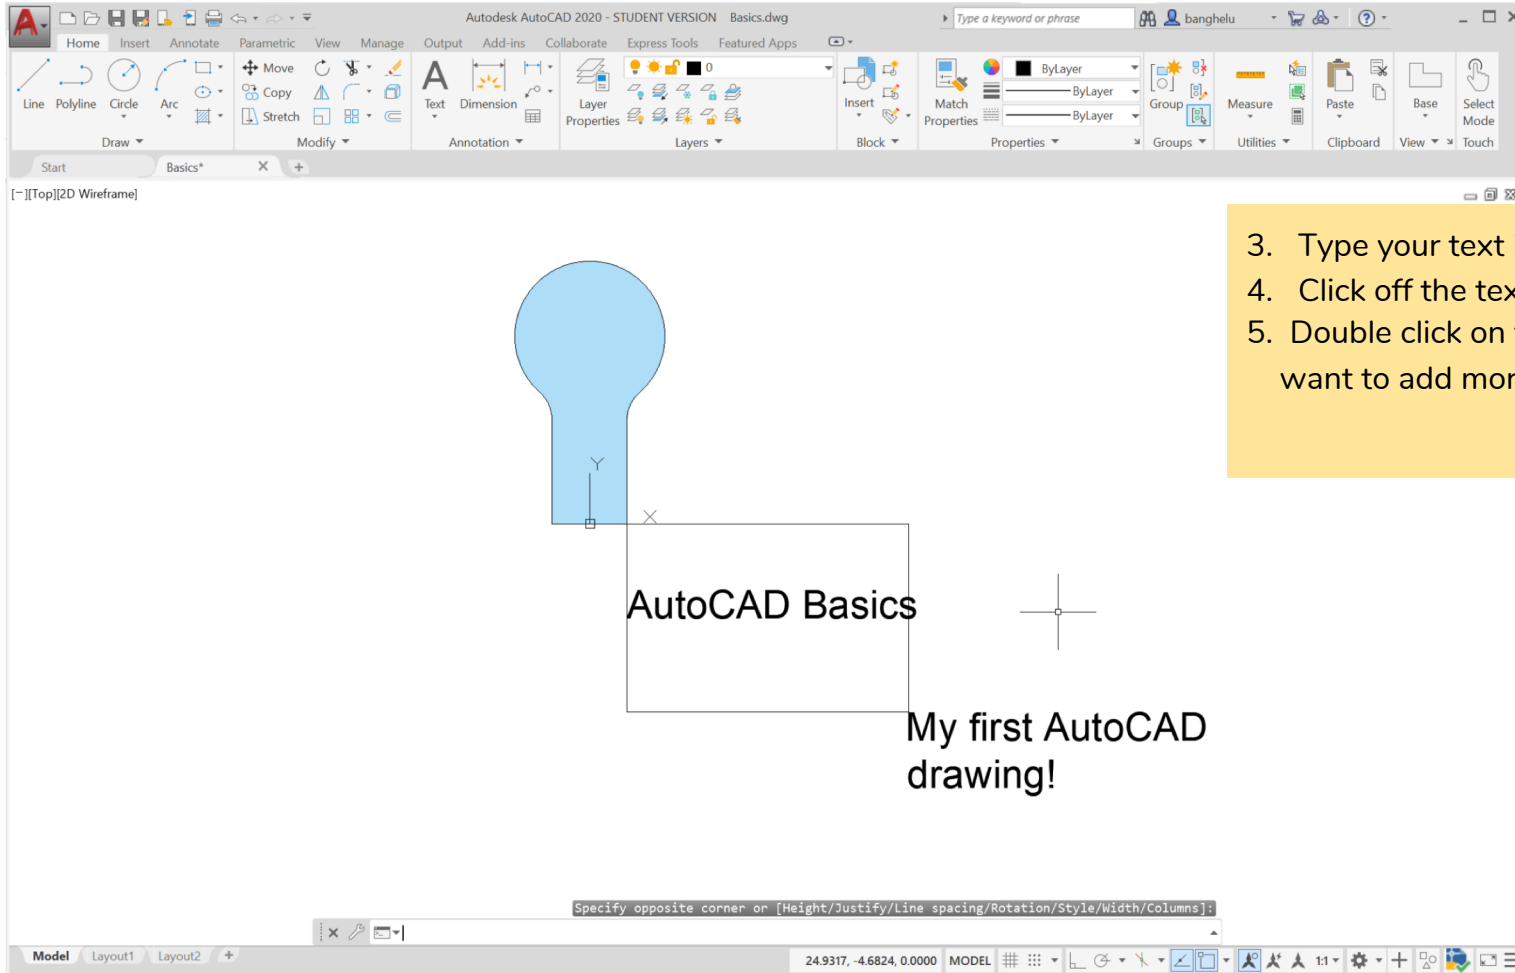 Autodesk AutoCAD 2020 - STUDENT VERSION Basics.dwg
Type a keyword or phrase
banghelu
Home Insert Annotate Parametric View Manage Output Add-ins Collaborate Express Tools Featured Apps
Line Polyline Circle Arc
Move
Copy
Stretch
Text Dimension
Layer
Properties
0
Insert
Match
Properties
ByLayer
ByLayer
ByLayer
Group
Measure
Paste
Base
Select
Mode
Draw Modify Annotation Layers Block Properties Groups Utilities Clipboard View Touch
Start Basics* +
[-][Top][2D Wireframe]
3. Type your text
4. Click off the tex
5. Double click on
want to add mor
Y
X
AutoCAD Basics
My first AutoCAD
drawing!
Specify opposite corner or [Height/Justify/Line spacing/Rotation/Style/Width/Columns]:
Model Layout1 Layout2 +
24.9317, -4.6824, 0.0000 MODEL 1:1